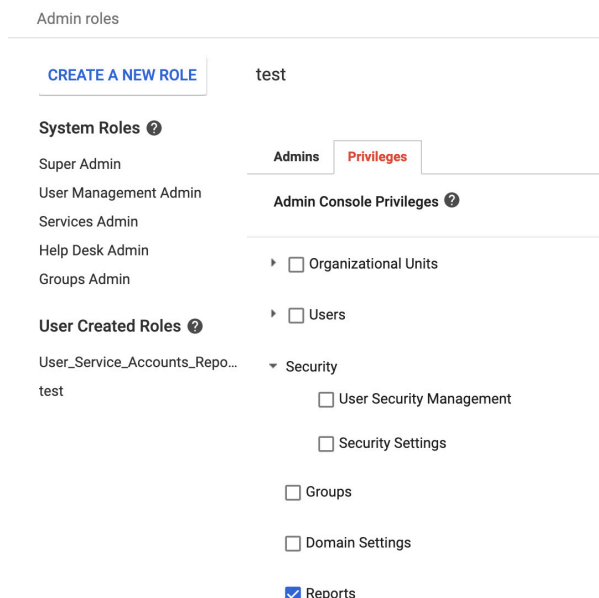 Admin roles
CREATE A NEW ROLE
test
System Roles
Super Admin
User Management Admin
Services Admin
Help Desk Admin
Groups Admin
User Created Roles
User_Service_Accounts_Repo...
test
Admins Privileges
Admin Console Privileges
Organizational Units
Users
Security
User Security Management
Security Settings
Groups
Domain Settings
Reports